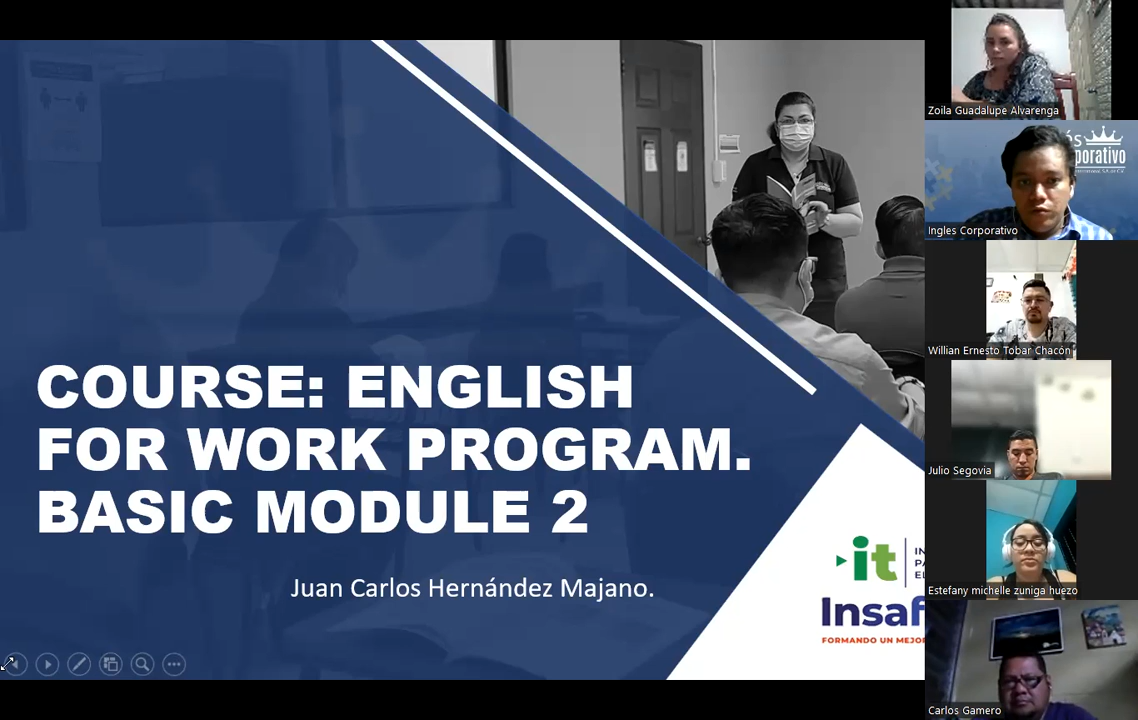 COURSE: ENGLISH
FOR WORK PROGRAM.
BASIC MODULE 2
Juan Carlos Hernández Majano.
it
Insaf
FORMANDO UN MEJOR
Zoila Guadalupe Alvarenga
Ingles Corporativo
Willian Ernesto Tobar Chacón
Julio Segovia
Estefany michelle zuniga huezo
Carlos Gamero